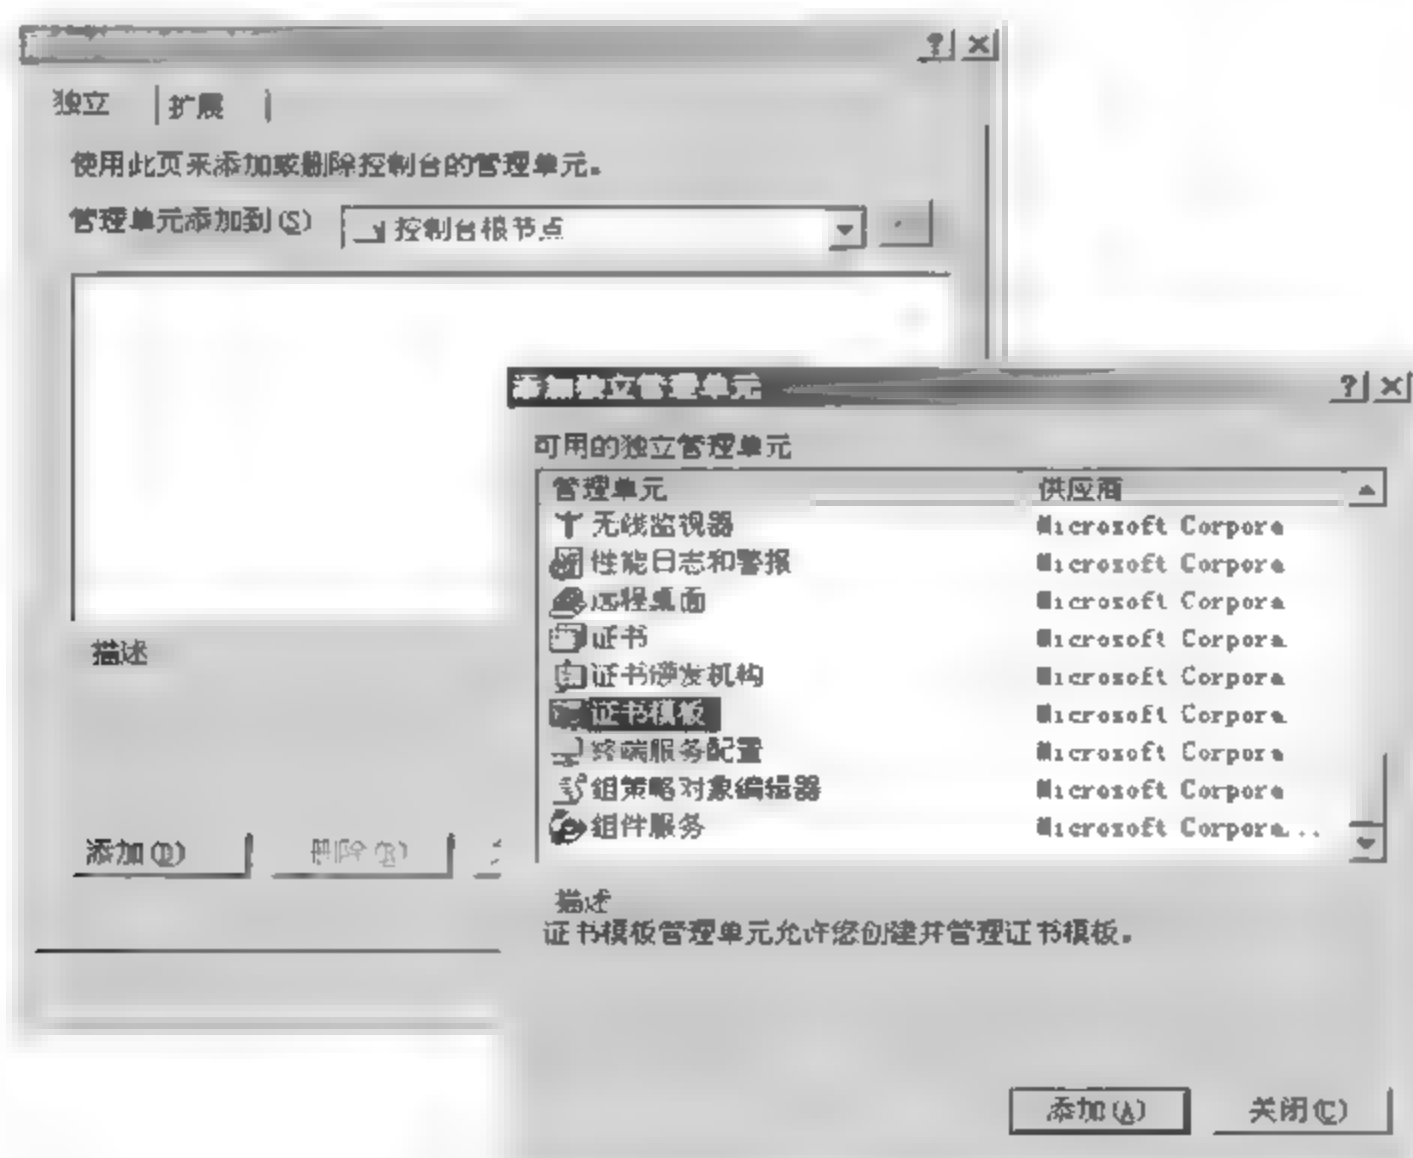 独立 扩展
使用此页来添加或删除控制台的管理单元。
管理单元添加到(S) 控制台根节点
描述
添加(D) 删除(R)
添加独立管理单元
可用的独立管理单元
管理单元 供应商
无线监视器 Microsoft Corpora
性能日志和警报 Microsoft Corpora
远程桌面 Microsoft Corpora
证书 Microsoft Corpora
证书颁发机构 Microsoft Corpora
证书模板 Microsoft Corpora
终端服务配置 Microsoft Corpora
组策略对象编辑器 Microsoft Corpora
组件服务 Microsoft Corpora...
描述
证书模板管理单元允许您创建并管理证书模板。
添加(A) 关闭(C)